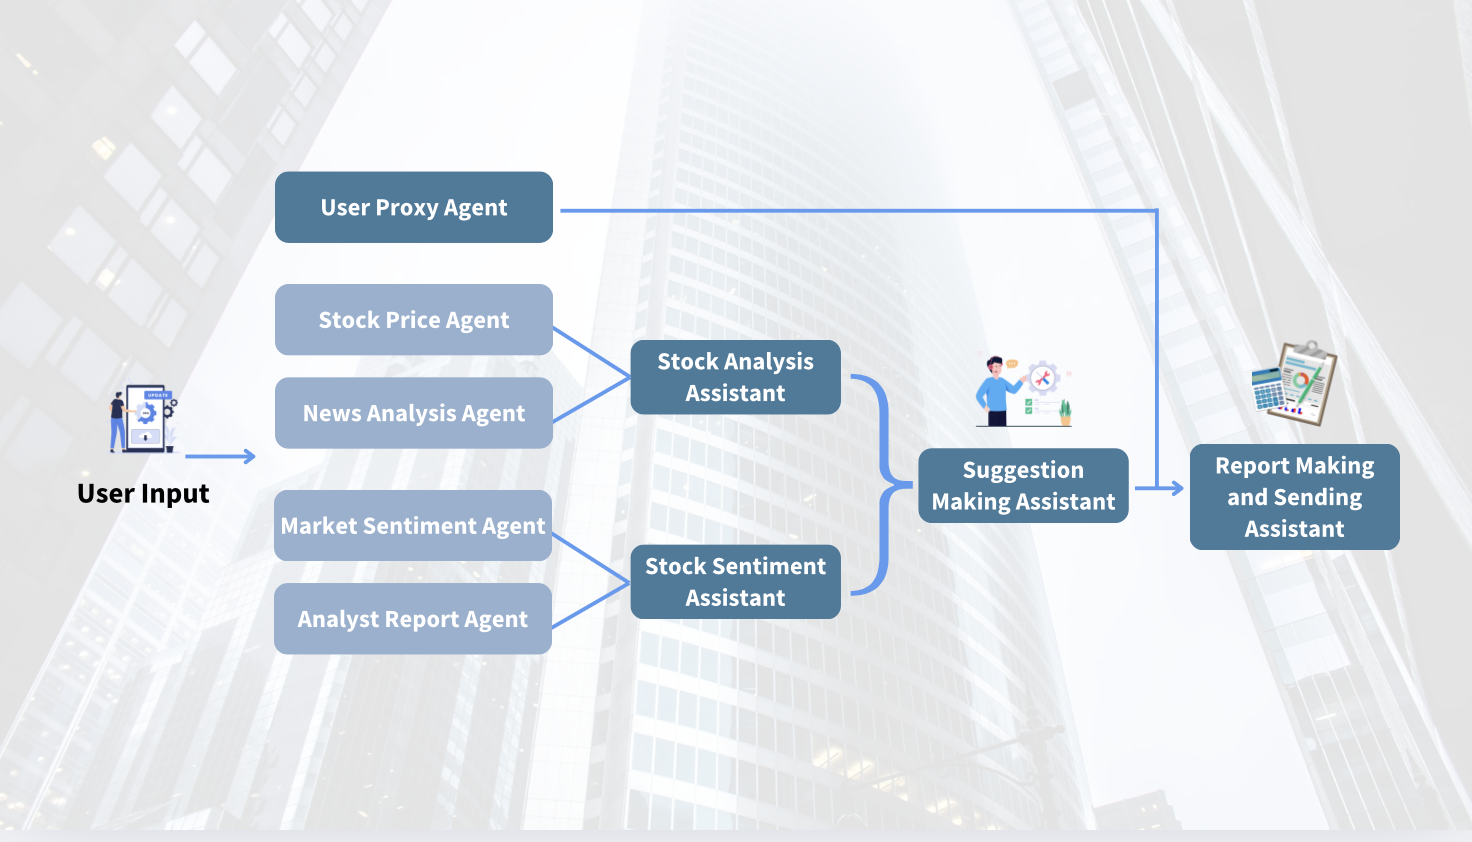 User Proxy Agent
Stock Price Agent
News Analysis Agent
Market Sentiment Agent
Analyst Report Agent
UPDATE
User Input
Stock Analysis
Assistant
Stock Sentiment
Assistant
Suggestion
Making Assistant
Report Making
and Sending
Assistant